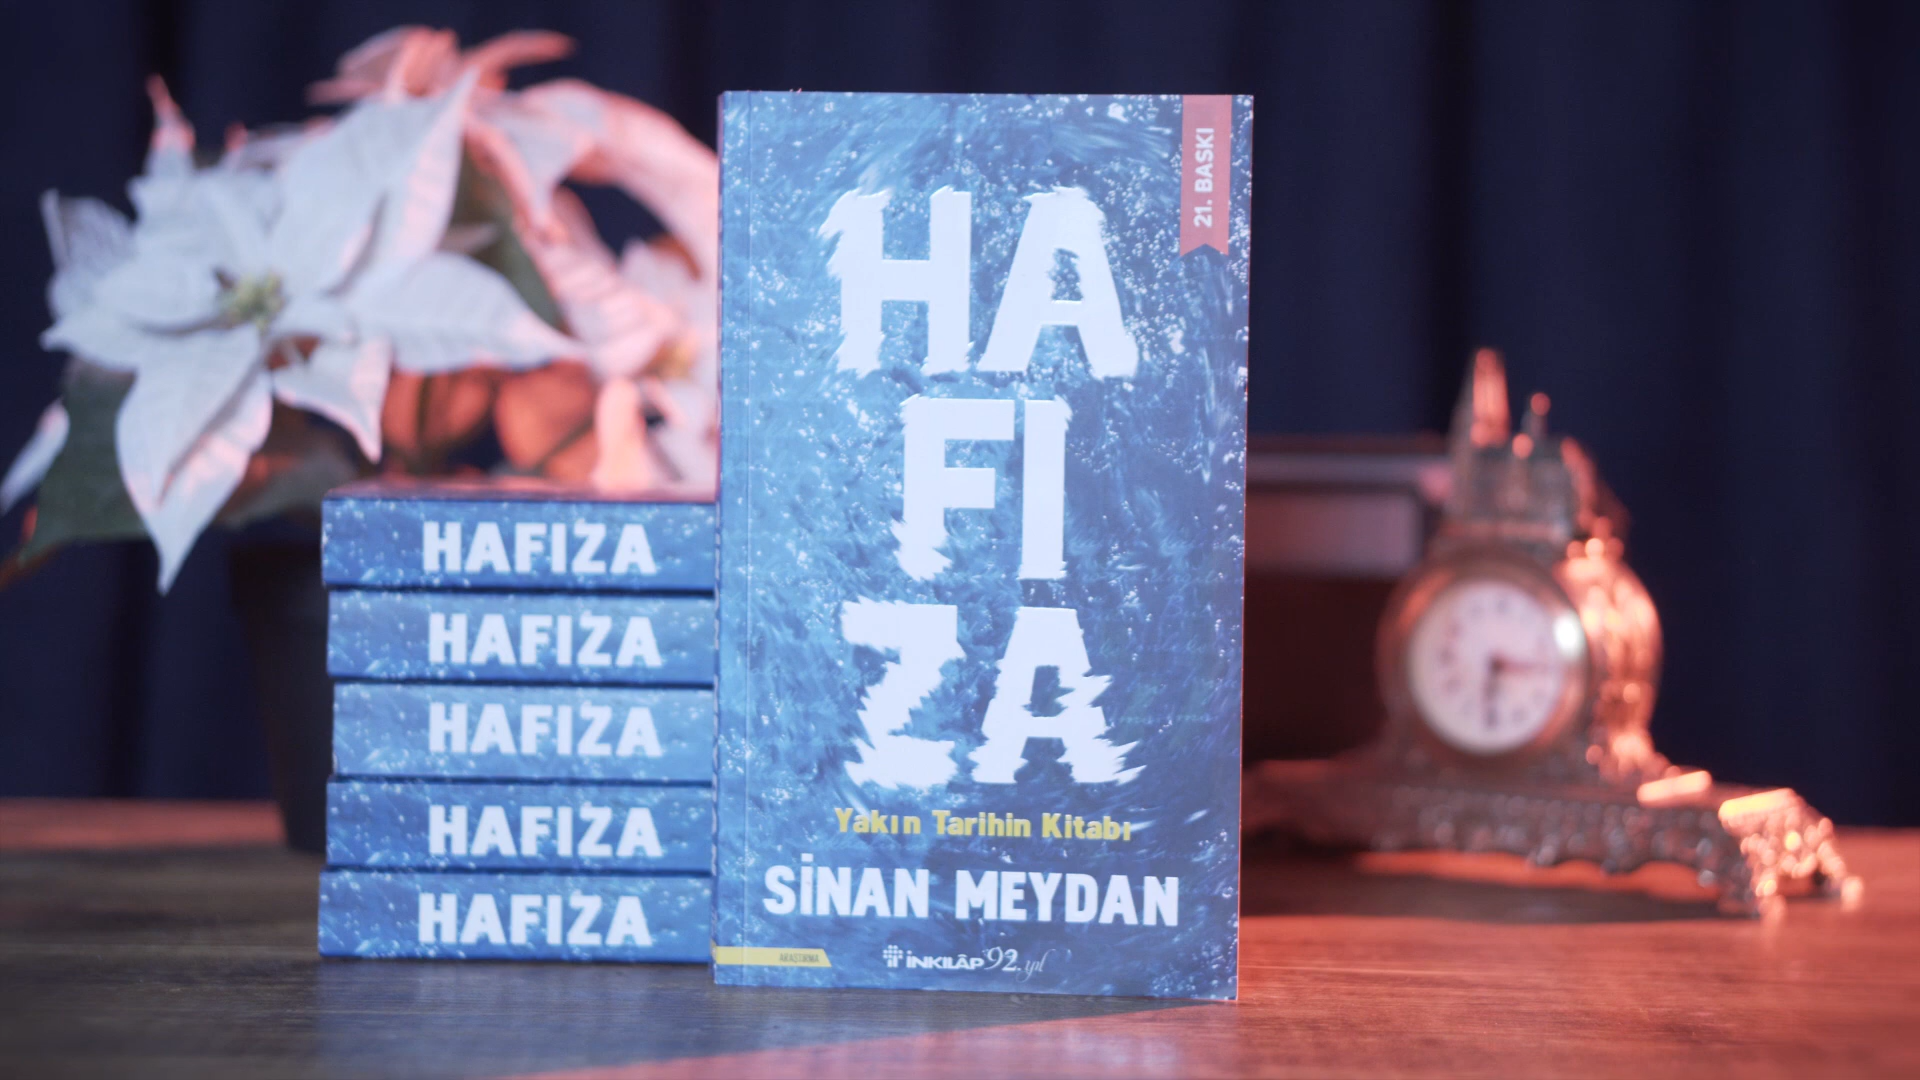 21. BASKI
HA
FI
ZA
Yakın Tarihin Kitabı
SİNAN MEYDAN
ARAŞTIRMA
İNKILÂP 92. yıl
HAFIZA
HAFIZA
HAFIZA
HAFIZA
HAFIZA